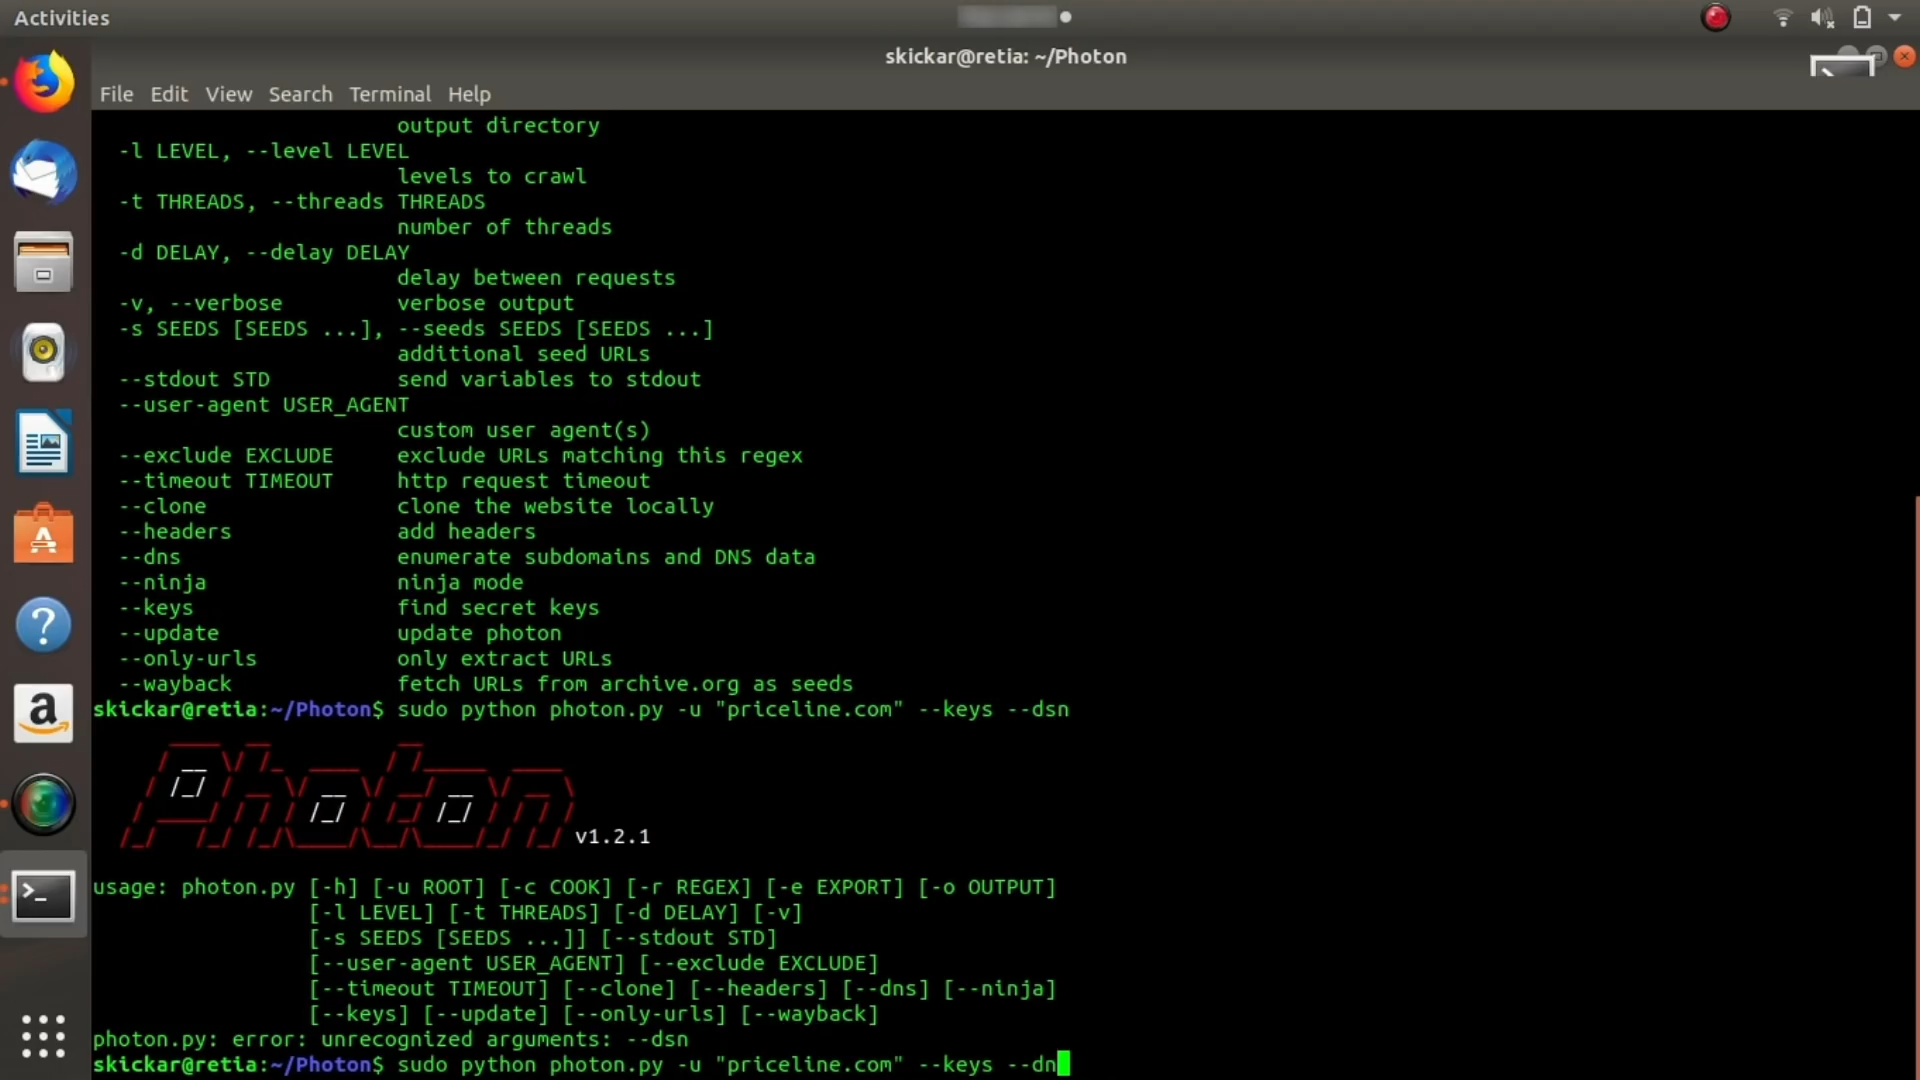 Activities
skickar@retia: ~/Photon
File Edit View Search Terminal Help
output directory
-l LEVEL, --level LEVEL
levels to crawl
-t THREADS, --threads THREADS
number of threads
-d DELAY, --delay DELAY
delay between requests
-v, --verbose verbose output
-s SEEDS [SEEDS ...], --seeds SEEDS [SEEDS ...]
additional seed URLs
--stdout STD send variables to stdout
--user-agent USER_AGENT
custom user agent(s)
--exclude EXCLUDE exclude URLs matching this regex
--timeout TIMEOUT http request timeout
--clone clone the website locally
--headers add headers
--dns enumerate subdomains and DNS data
--ninja ninja mode
--keys find secret keys
--update update photon
--only-urls only extract URLs
--wayback fetch URLs from archive.org as seeds
skickar@retia:~/Photon$ sudo python photon.py -u "priceline.com" --keys --dsn
Photon
v1.2.1
usage: photon.py [-h] [-u ROOT] [-c COOK] [-r REGEX] [-e EXPORT] [-o OUTPUT]
[-l LEVEL] [-t THREADS] [-d DELAY] [-v]
[-s SEEDS [SEEDS ...]] [--stdout STD]
[--user-agent USER_AGENT] [--exclude EXCLUDE]
[--timeout TIMEOUT] [--clone] [--headers] [--dns] [--ninja]
[--keys] [--update] [--only-urls] [--wayback]
photon.py: error: unrecognized arguments: --dsn
skickar@retia:~/Photon$ sudo python photon.py -u "priceline.com" --keys --dn